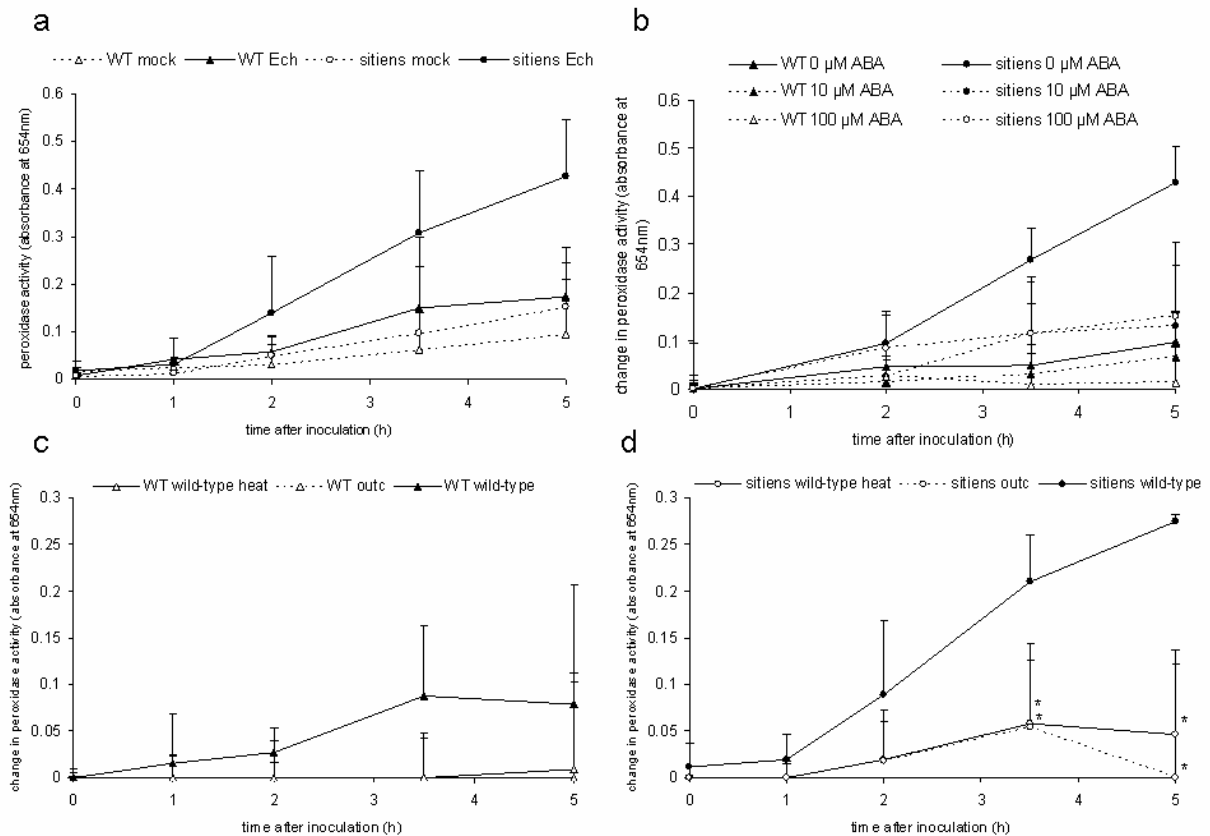 a
WT mock WT Ech sitiens mock sitiens Ech
peroxidase activity (absorbance at 654nm)
0.6
0.5
0.4
0.3
0.2
0.1
0
0 1 2 3 4 5
time after inoculation (h)
b
WT 0 µM ABA sitiens 0 µM ABA
WT 10 µM ABA sitiens 10 µM ABA
WT 100 µM ABA sitiens 100 µM ABA
change in peroxidase activity (absorbance at
654nm)
0.6
0.5
0.4
0.3
0.2
0.1
0
0 1 2 3 4 5
time after inoculation (h)
c
WT wild-type heat WT outc WT wild-type
change in peroxidase activity (absorbance at 654nm)
0.3
0.25
0.2
0.15
0.1
0.05
0
0 1 2 3 4 5
time after inoculation (h)
d
sitiens wild-type heat sitiens outc sitiens wild-type
change in peroxidase activity (absorbance at 654nm)
0.3
0.25
0.2
0.15
0.1
0.05
0
* 
*
*
*
0 1 2 3 4 5
time after inoculation (h)